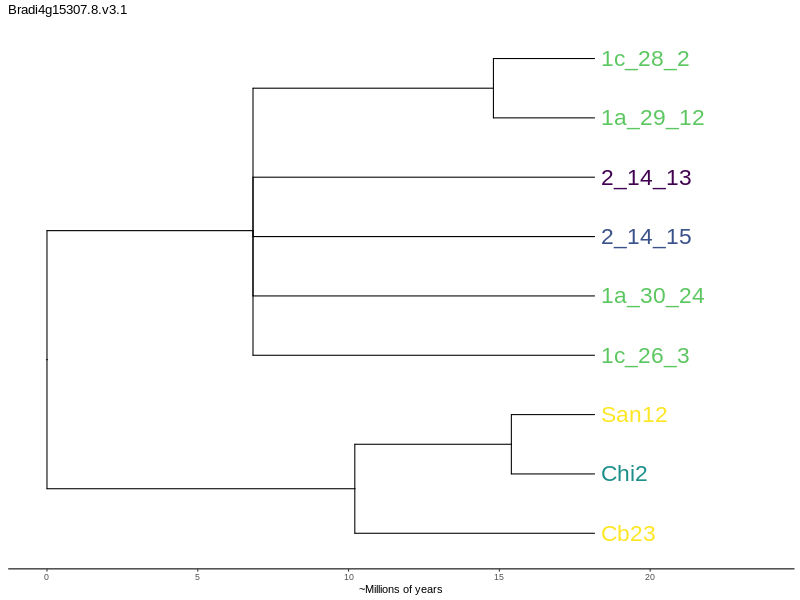 Bradi4g15307.8.v3.1
1c_28_2
1a_29_12
2_14_13
2_14_15
1a_30_24
1c_26_3
San12
Chi2
Cb23
0 5 10 15 20
~Millions of years